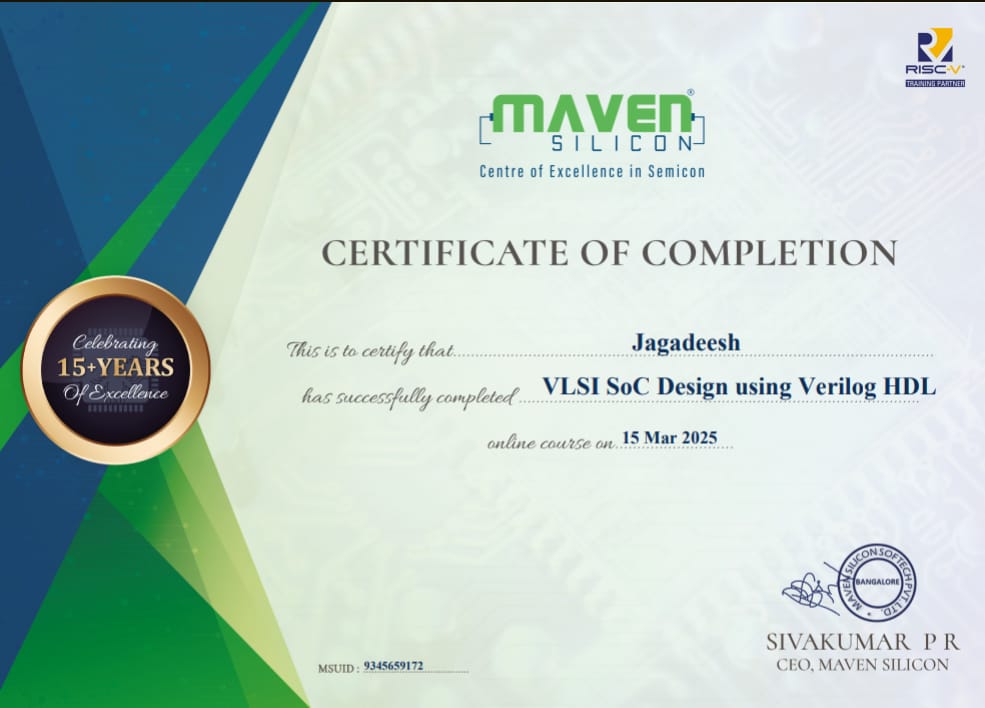 RISC-V
TRAINING PARTNER
MAVEN®
SILICON
Centre of Excellence in Semicon
CERTIFICATE OF COMPLETION
Celebrating
15+YEARS
Of Excellence
This is to certify that Jagadeesh
has successfully completed VLSI SoC Design using Verilog HDL
online course on 15 Mar 2025
MAVEN SILICON SOFTECH PVT. LTD.
BANGALORE
SIVAKUMAR P R
CEO, MAVEN SILICON
MSUID : 9345659172